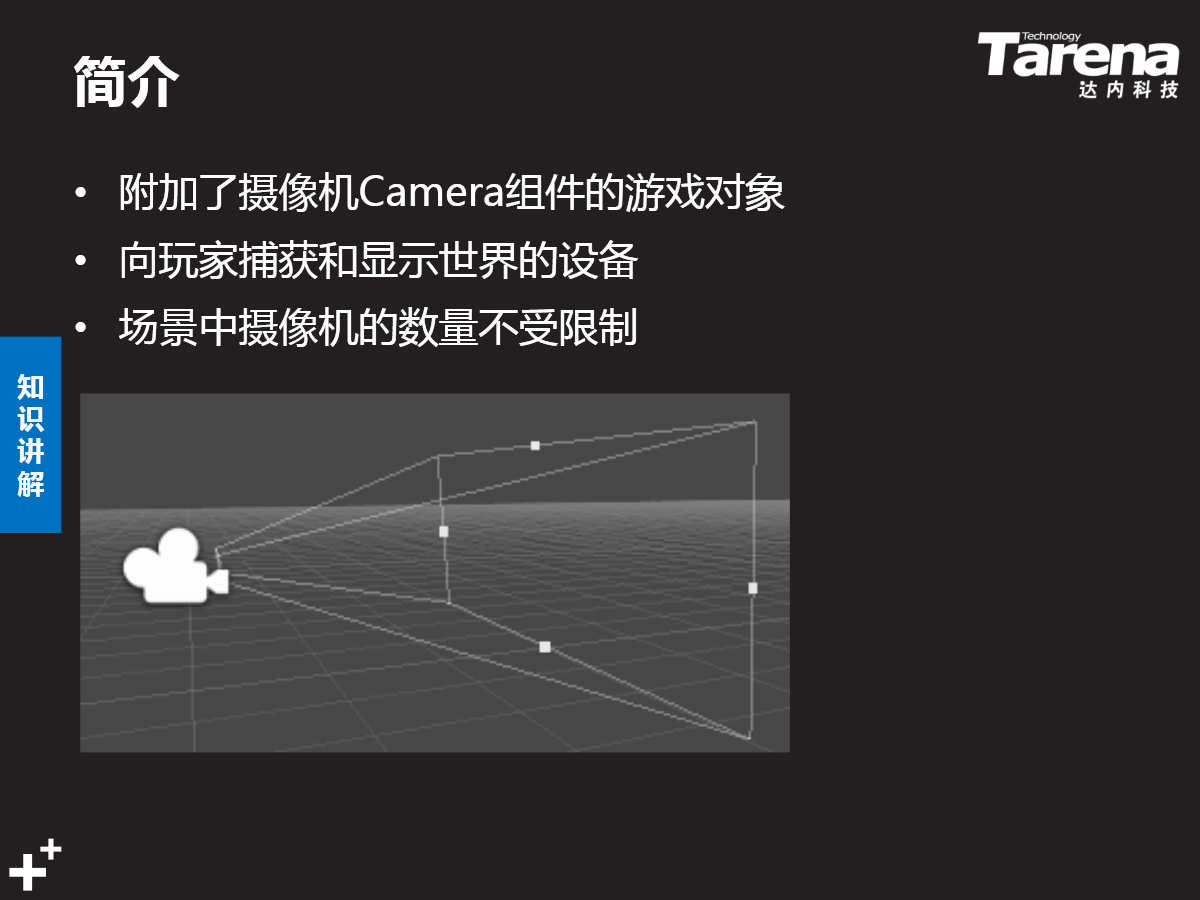 简介
Technology
Tarena
达内科技
• 附加了摄像机Camera组件的游戏对象
• 向玩家捕获和显示世界的设备
• 场景中摄像机的数量不受限制
知识讲解